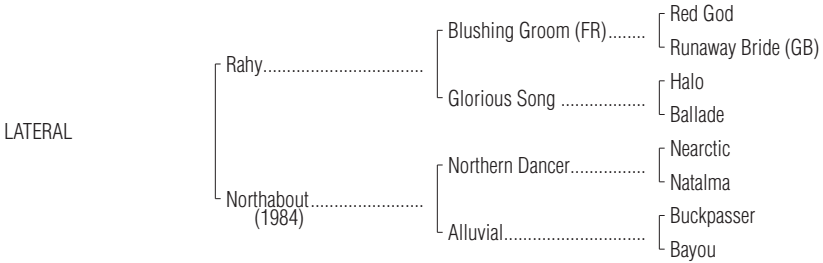 Red God
Blushing Groom (FR)........
Runaway Bride (GB)
Rahy..................................
Halo
Glorious Song ..................
Ballade
LATERAL
Nearctic
Northern Dancer................
Natalma
Northabout........................
(1984)
Buckpasser
Alluvial..............................
Bayou